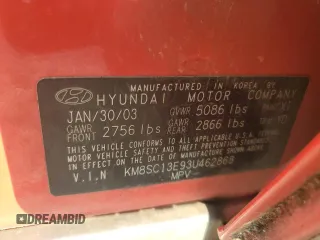 MANUFACTURED IN KOREA BY
HYUNDAI MOTOR COMPANY
JAN/30/03 GVWR 5086 lbs
GAWR FRONT 2756 lbs GAWR REAR 2866 lbs
THIS VEHICLE CONFORMS TO ALL APPLICABLE U.S.A. FEDERAL
MOTOR VEHICLE SAFETY AND
STANDARDS IN EFFECT ON THE DATE OF MANUFACTURE
SHOWN ABOVE
V.I.N KM8SC13E93U462868
MPV
DREAMBID